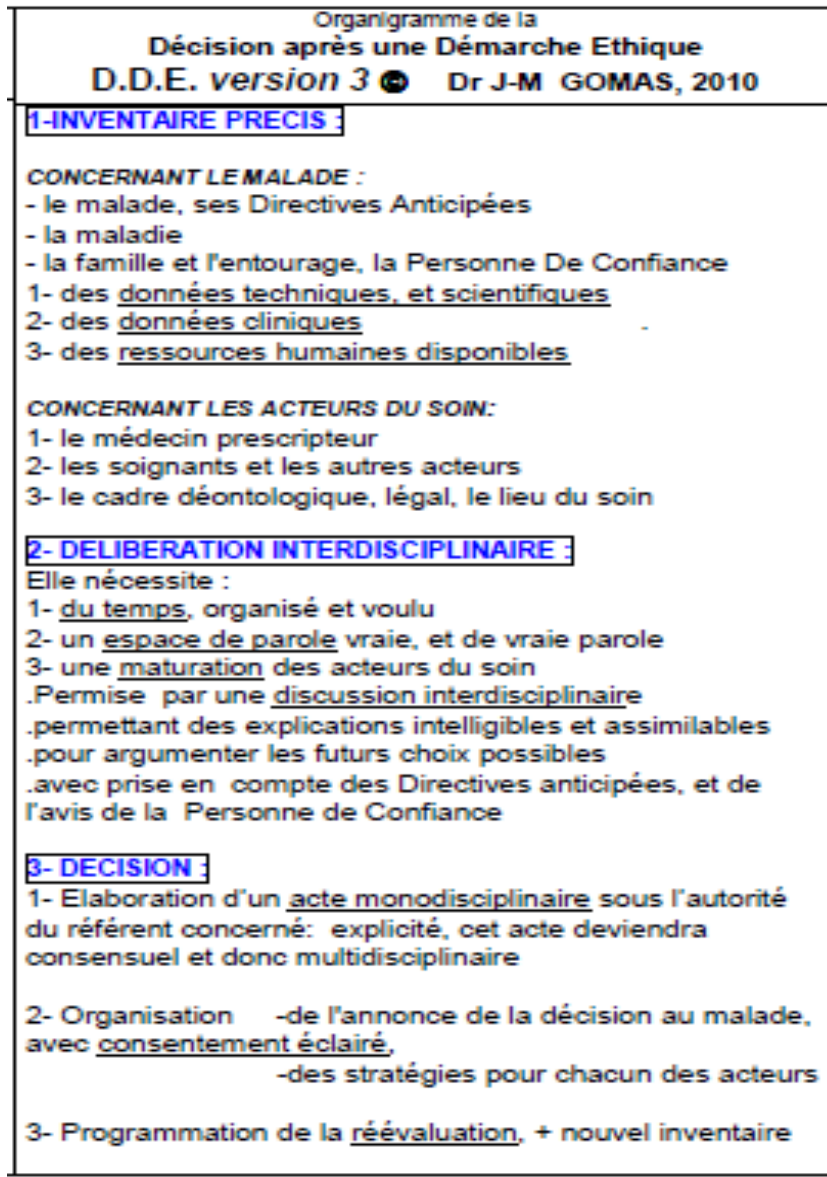 Organigramme de la
Décision après une Démarche Ethique
D.D.E. version 3 Dr J-M GOMAS, 2010
1-INVENTAIRE PRECIS :
CONCERNANT LE MALADE :
- le malade, ses Directives Anticipées
- la maladie
- la famille et l'entourage, la Personne De Confiance
1- des données techniques, et scientifiques
2- des données cliniques
3- des ressources humaines disponibles
CONCERNANT LES ACTEURS DU SOIN:
1- le médecin prescripteur
2- les soignants et les autres acteurs
3- le cadre déontologique, légal, le lieu du soin
2- DELIBERATION INTERDISCIPLINAIRE :
Elle nécessite :
1- du temps, organisé et voulu
2- un espace de parole vraie, et de vraie parole
3- une maturation des acteurs du soin
.Permise par une discussion interdisciplinaire
.permettant des explications intelligibles et assimilables
.pour argumenter les futurs choix possibles
.avec prise en compte des Directives anticipées, et de
l'avis de la Personne de Confiance
3- DECISION :
1- Elaboration d'un acte monodisciplinaire sous l'autorité
du référent concerné: explicité, cet acte deviendra
consensuel et donc multidisciplinaire
2- Organisation -de l'annonce de la décision au malade,
avec consentement éclairé,
-des stratégies pour chacun des acteurs
3- Programmation de la réévaluation, + nouvel inventaire